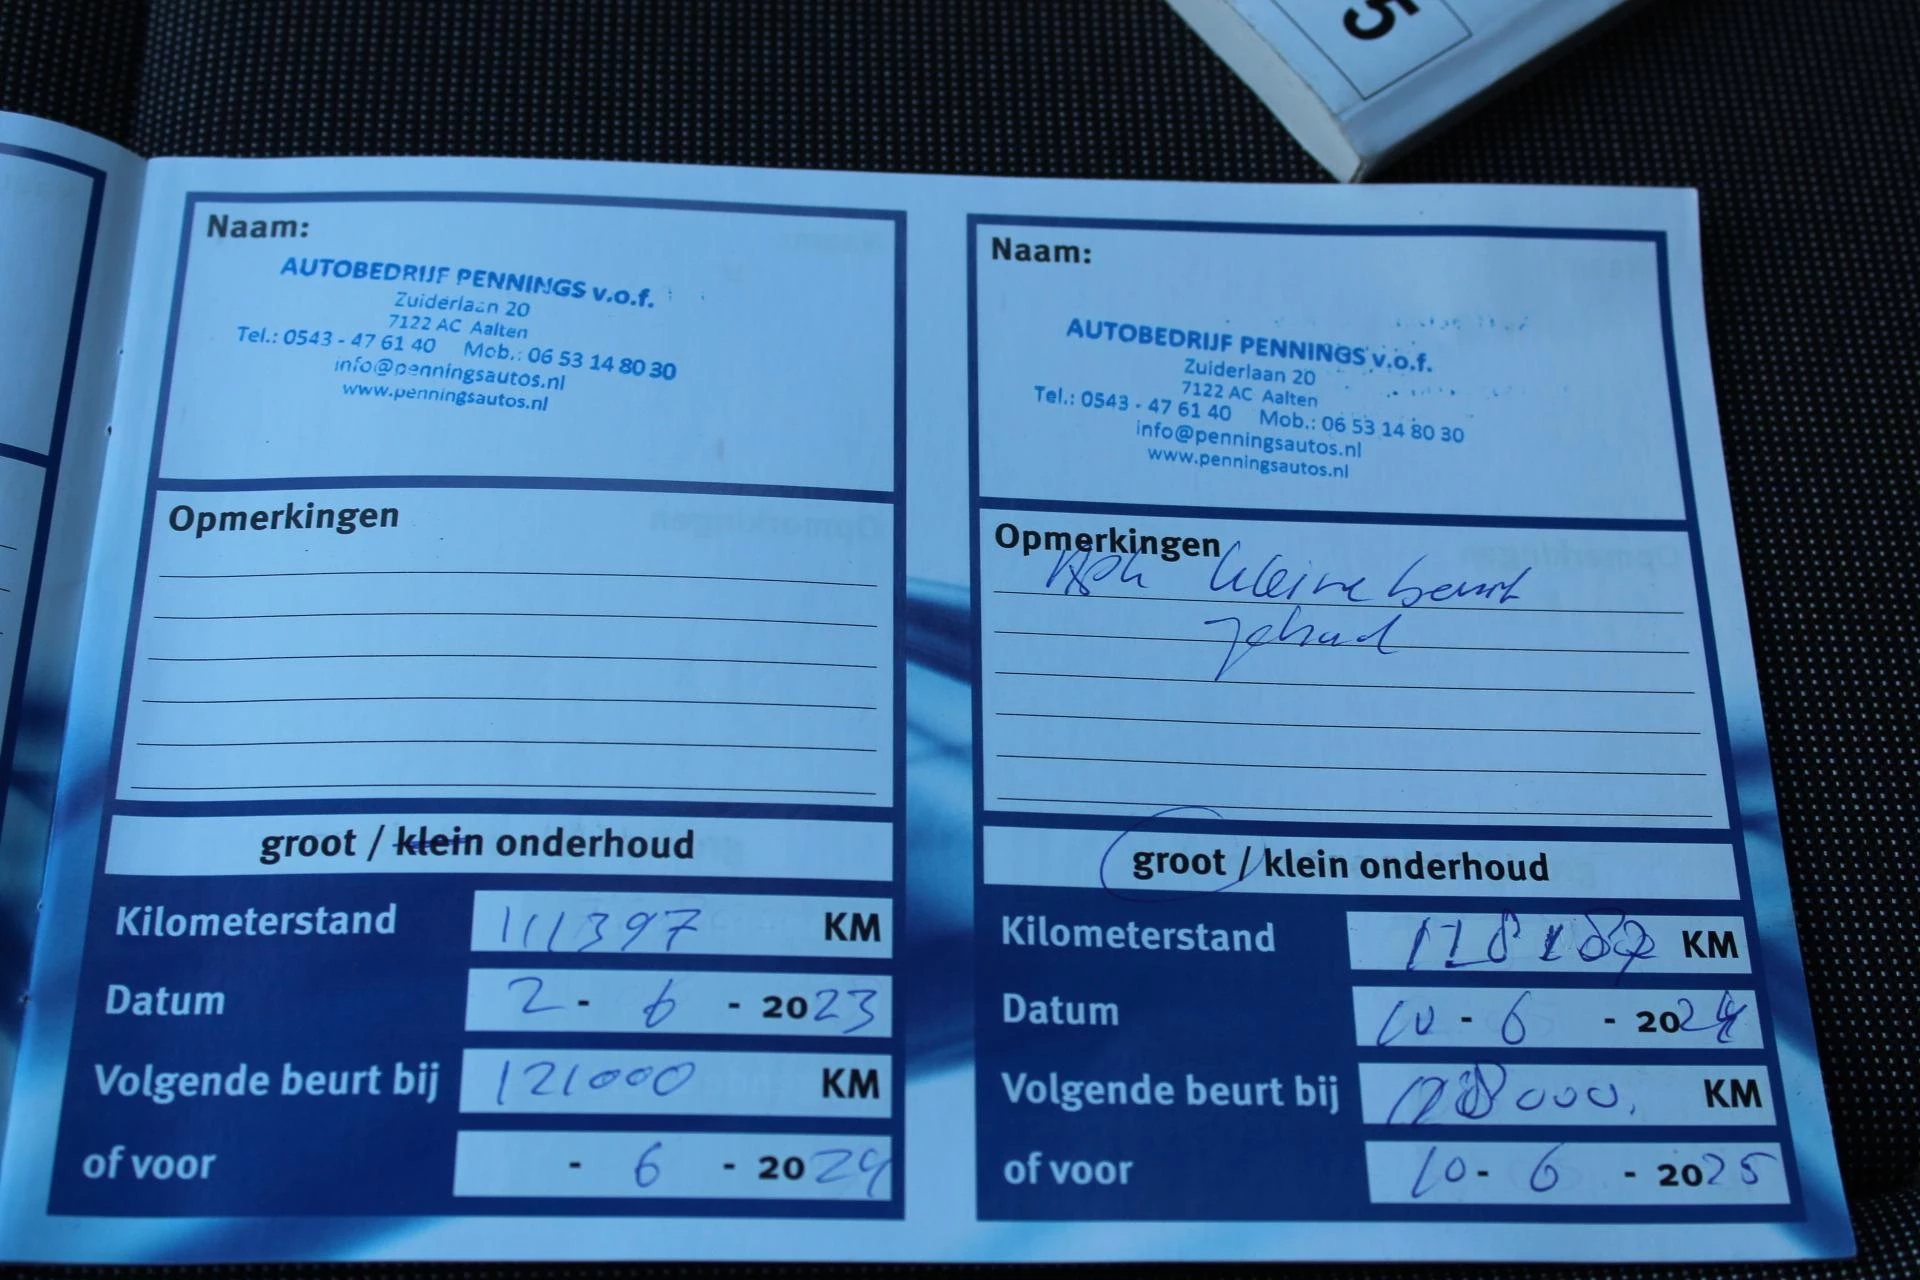 5
Naam:
AUTOBEDRIJF PENNINGS v.o.f.
Zuiderlaan 20
7122 AC Aalten
Tel.: 0543 - 47 61 40 Mob.: 06 53 14 80 30
info@penningsautos.nl
www.penningsautos.nl
Opmerkingen
groot / klein onderhoud
Kilometerstand 111397 KM
Datum 2 - 6 - 2023
Volgende beurt bij 121000 KM
of voor - 6 - 2024
Naam:
AUTOBEDRIJF PENNINGS v.o.f.
Zuiderlaan 20
7122 AC Aalten
Tel.: 0543 - 47 61 40 Mob.: 06 53 14 80 30
info@penningsautos.nl
www.penningsautos.nl
Opmerkingen
kleine beurt
gehad
groot / klein onderhoud
Kilometerstand KM
Datum 10 - 6 - 2024
Volgende beurt bij KM
of voor 10 - 6 - 2025